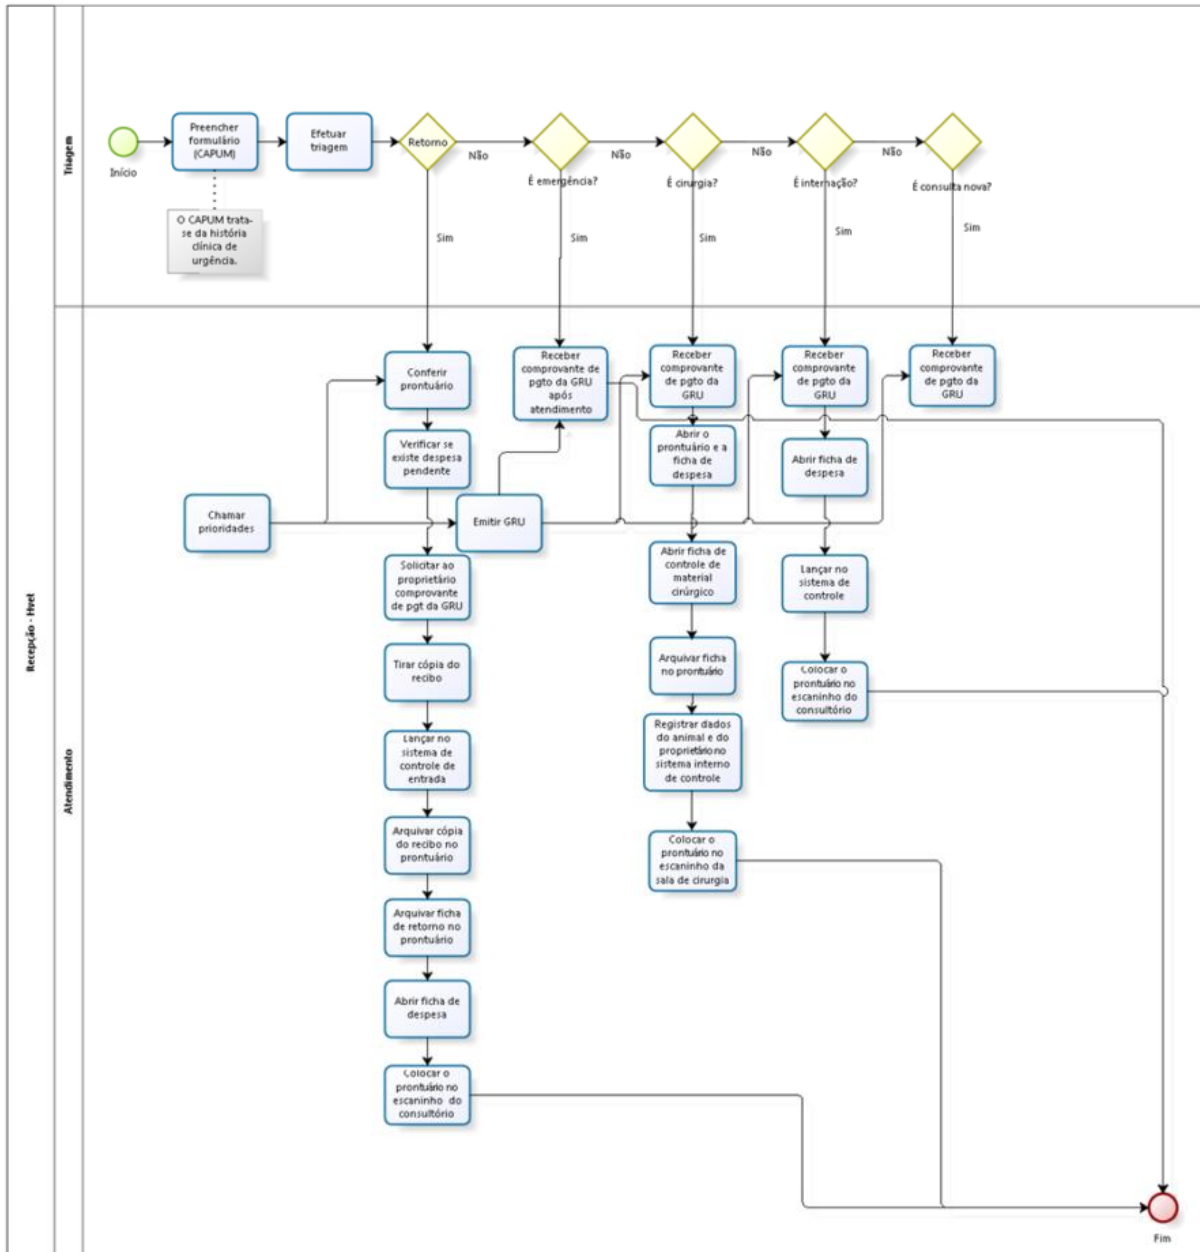 Recepção - Hvet
Triagem
Início
Preencher
formulário
(CAPUM)
Efetuar
triagem
Retorno
Não
É emergência?
Não
É cirurgia?
Não
É internação?
Não
É consulta nova?
O CAPUM trata-
se da história
clínica de
urgência.
Sim
Sim
Sim
Sim
Atendimento
Conferir
prontuário
Verificar se
existe despesa
pendente
Chamar
prioridades
Emitir GRU
Solicitar ao
proprietário
comprovante
de pgt da GRU
Tirar cópia do
recibo
Lançar no
sistema de
controle de
entrada
Arquivar cópia
do recibo no
prontuário
Arquivar ficha
de retorno no
prontuário
Abrir ficha de
despesa
Colocar o
prontuário no
escaninho do
consultório
Receber
comprovante de
pgto da GRU
após
atendimento
Receber
comprovante
de pgto da
GRU
Abrir o
prontuário e a
ficha de
despesa
Abrir ficha de
controle de
material
cirúrgico
Arquivar ficha
no prontuário
Registrar dados
do animal e do
proprietário no
sistema interno
de controle
Colocar o
prontuário no
escaninho da
sala de cirurgia
Receber
comprovante
de pgto da
GRU
Abrir ficha de
despesa
Lançar no
sistema de
controle
Colocar o
prontuário no
escaninho do
consultório
Receber
comprovante
de pgto da GRU
Fim